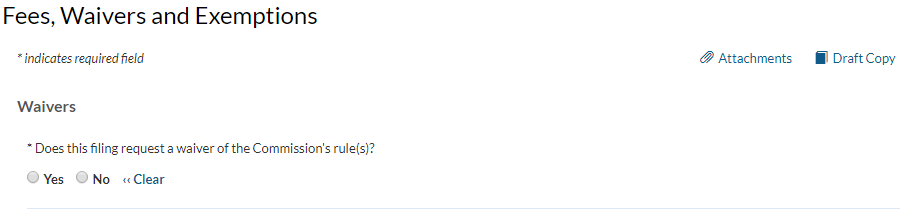 Fees, Waivers and Exemptions
* indicates required field
Attachments Draft Copy
Waivers
* Does this filing request a waiver of the Commission's rule(s)?
Yes No ‹‹ Clear